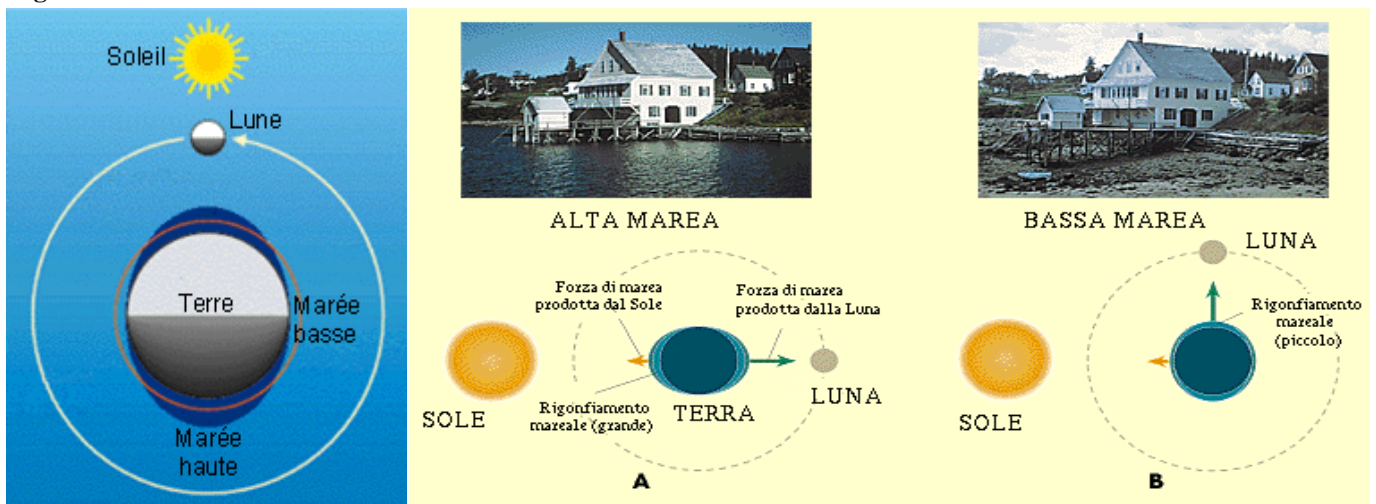 Soleil
Lune
Terre
Marée
basse
Marée
haute
ALTA MAREA
Forza di marea
prodotta dal Sole
Forza di marea
prodotta dalla Luna
SOLE
Rigonfiamento
mareale (grande)
TERRA
LUNA
A
BASSA MAREA
LUNA
Rigonfiamento
mareale
(piccolo)
SOLE
B